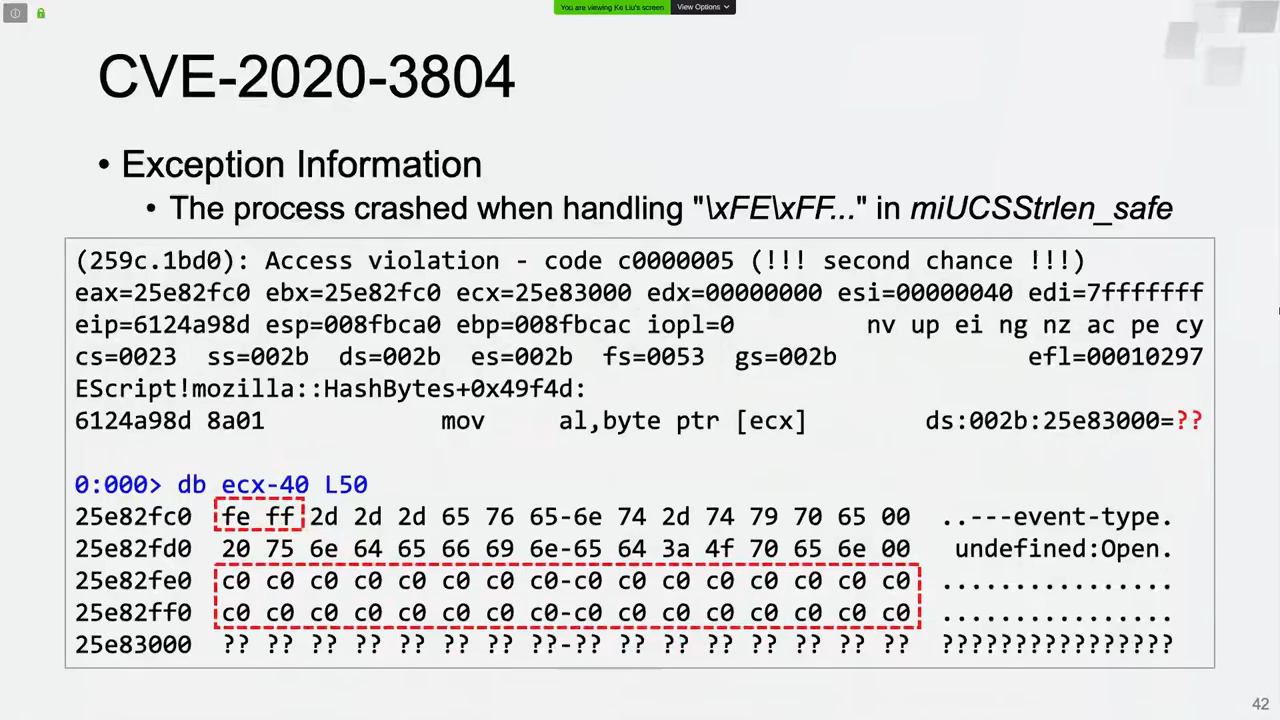 You are viewing Ke Liu's screen View Options
CVE-2020-3804
• Exception Information
• The process crashed when handling "\xFE\xFF..." in miUCSStrlen_safe
(259c.1bd0): Access violation - code c0000005 (!!! second chance !!!)
eax=25e82fc0 ebx=25e82fc0 ecx=25e83000 edx=00000000 esi=00000040 edi=7fffffff
eip=6124a98d esp=008fbca0 ebp=008fbcac iopl=0 nv up ei ng nz ac pe cy
cs=0023 ss=002b ds=002b es=002b fs=0053 gs=002b efl=00010297
EScript!mozilla::HashBytes+0x49f4d:
6124a98d 8a01 mov al,byte ptr [ecx] ds:002b:25e83000=??
0:000> db ecx-40 L50
25e82fc0 fe ff 2d 2d 2d 65 76 65-6e 74 2d 74 79 70 65 00 ..---event-type.
25e82fd0 20 75 6e 64 65 66 69 6e-65 64 3a 4f 70 65 6e 00 undefined:Open.
25e82fe0 c0 c0 c0 c0 c0 c0 c0 c0-c0 c0 c0 c0 c0 c0 c0 c0 ................
25e82ff0 c0 c0 c0 c0 c0 c0 c0 c0-c0 c0 c0 c0 c0 c0 c0 c0 ................
25e83000 ?? ?? ?? ?? ?? ?? ?? ??-?? ?? ?? ?? ?? ?? ?? ?? ????????????????
42